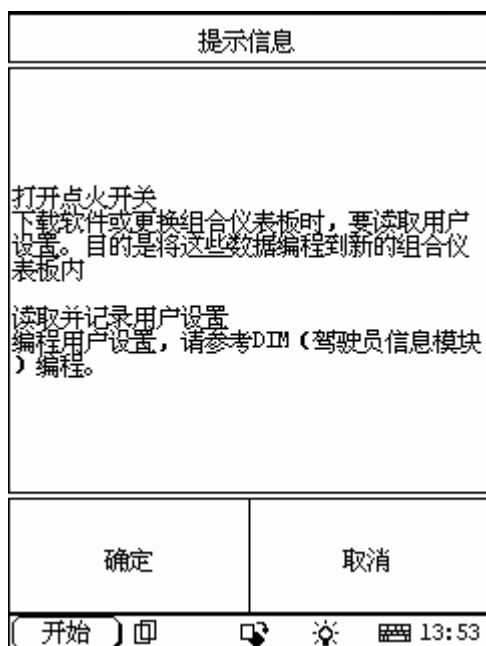 提示信息
打开点火开关
下载软件或更换组合仪表板时，要读取用户
设置。目的是将这些数据编程到新的组合仪
表板内
读取并记录用户设置
编程用户设置，请参考DIM（驾驶员信息模块
）编程。
确定
取消
开始
13:53